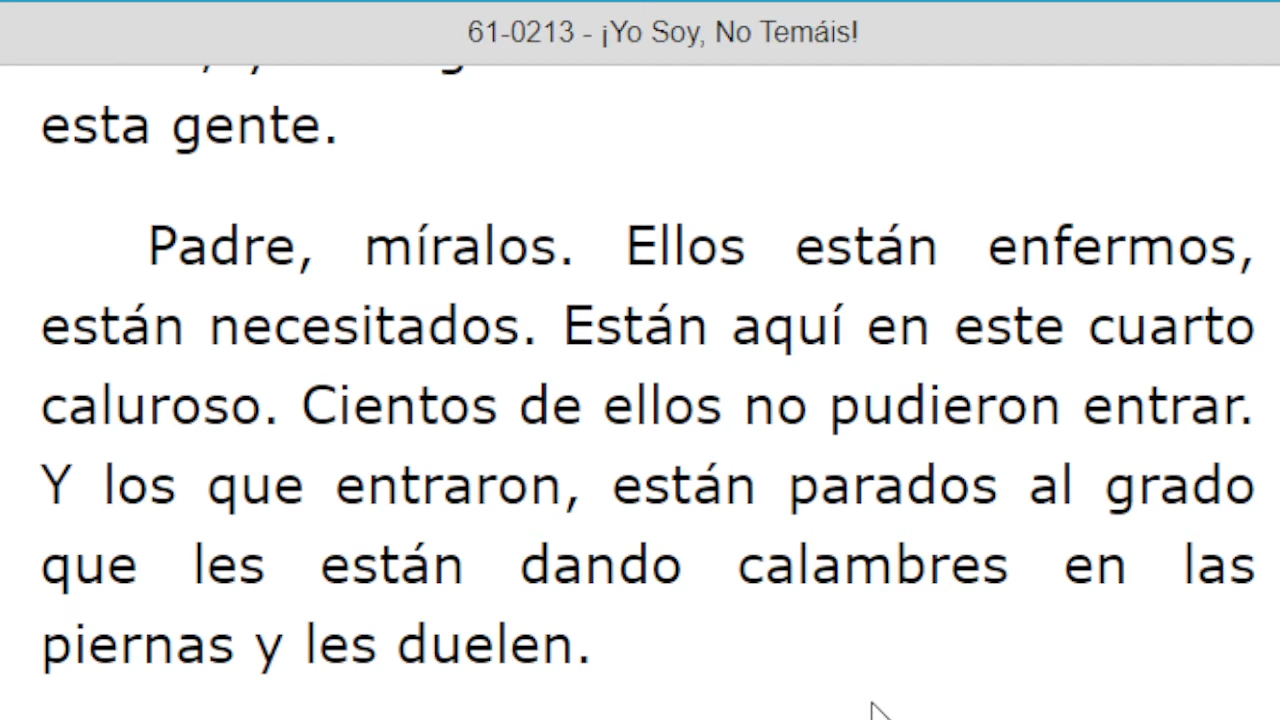 61-0213 - ¡Yo Soy, No Temáis!
esta gente.
Padre, míralos. Ellos están enfermos,
están necesitados. Están aquí en este cuarto
caluroso. Cientos de ellos no pudieron entrar.
Y los que entraron, están parados al grado
que les están dando calambres en las
piernas y les duelen.